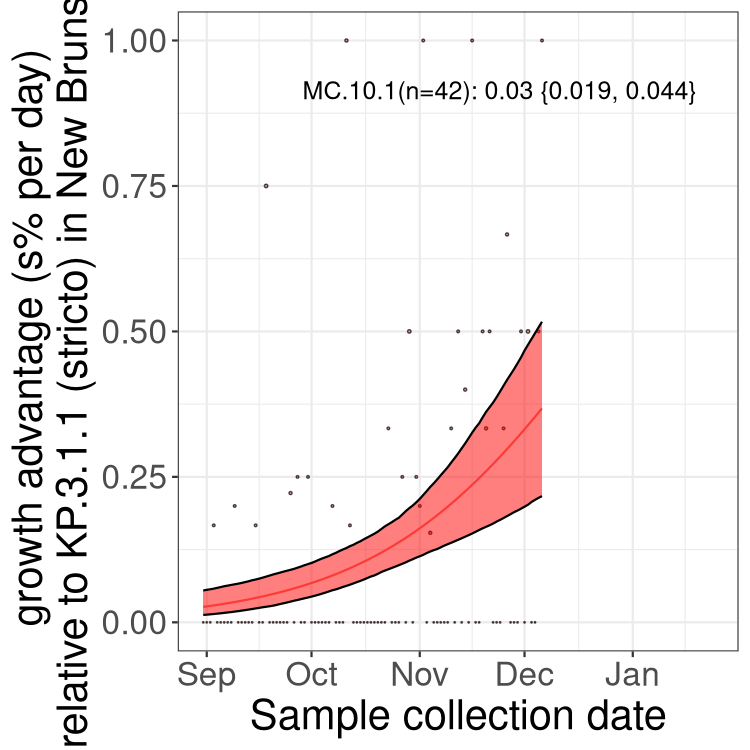 growth advantage (s% per day)
relative to KP.3.1.1 (stricto) in New Bruns
1.00
0.75
0.50
0.25
0.00
MC.10.1(n=42): 0.03 {0.019, 0.044}
Sep Oct Nov Dec Jan
Sample collection date